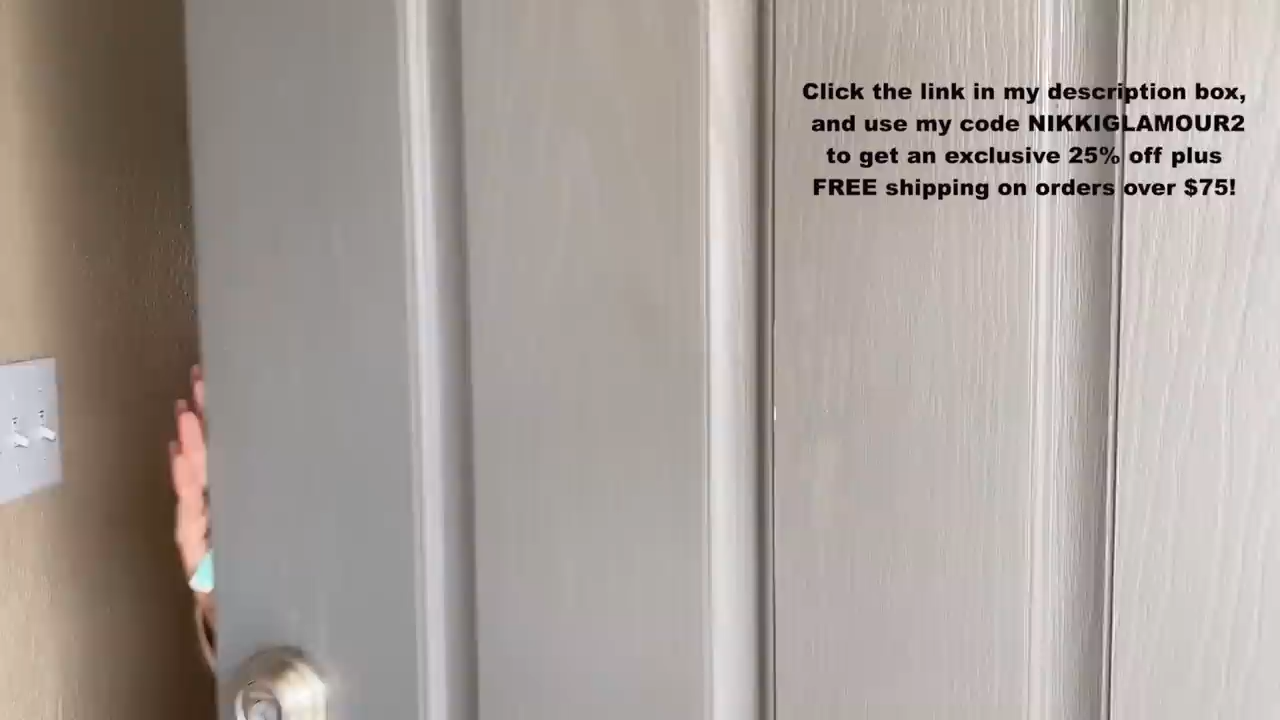 Click the link in my description box,
and use my code NIKKIGLAMOUR2
to get an exclusive 25% off plus
FREE shipping on orders over $75!